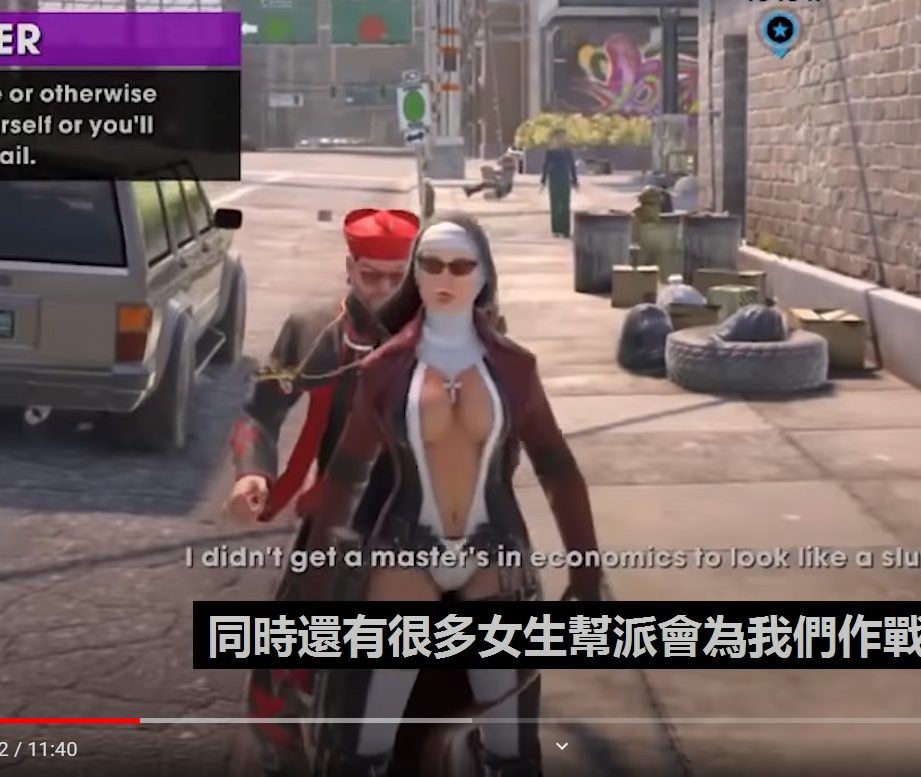 ER
or otherwise
rself or you'll
ail.
I didn't get a master's in economics to look like a slu
同時還有很多女生幫派會為我們作戰
2 / 11:40